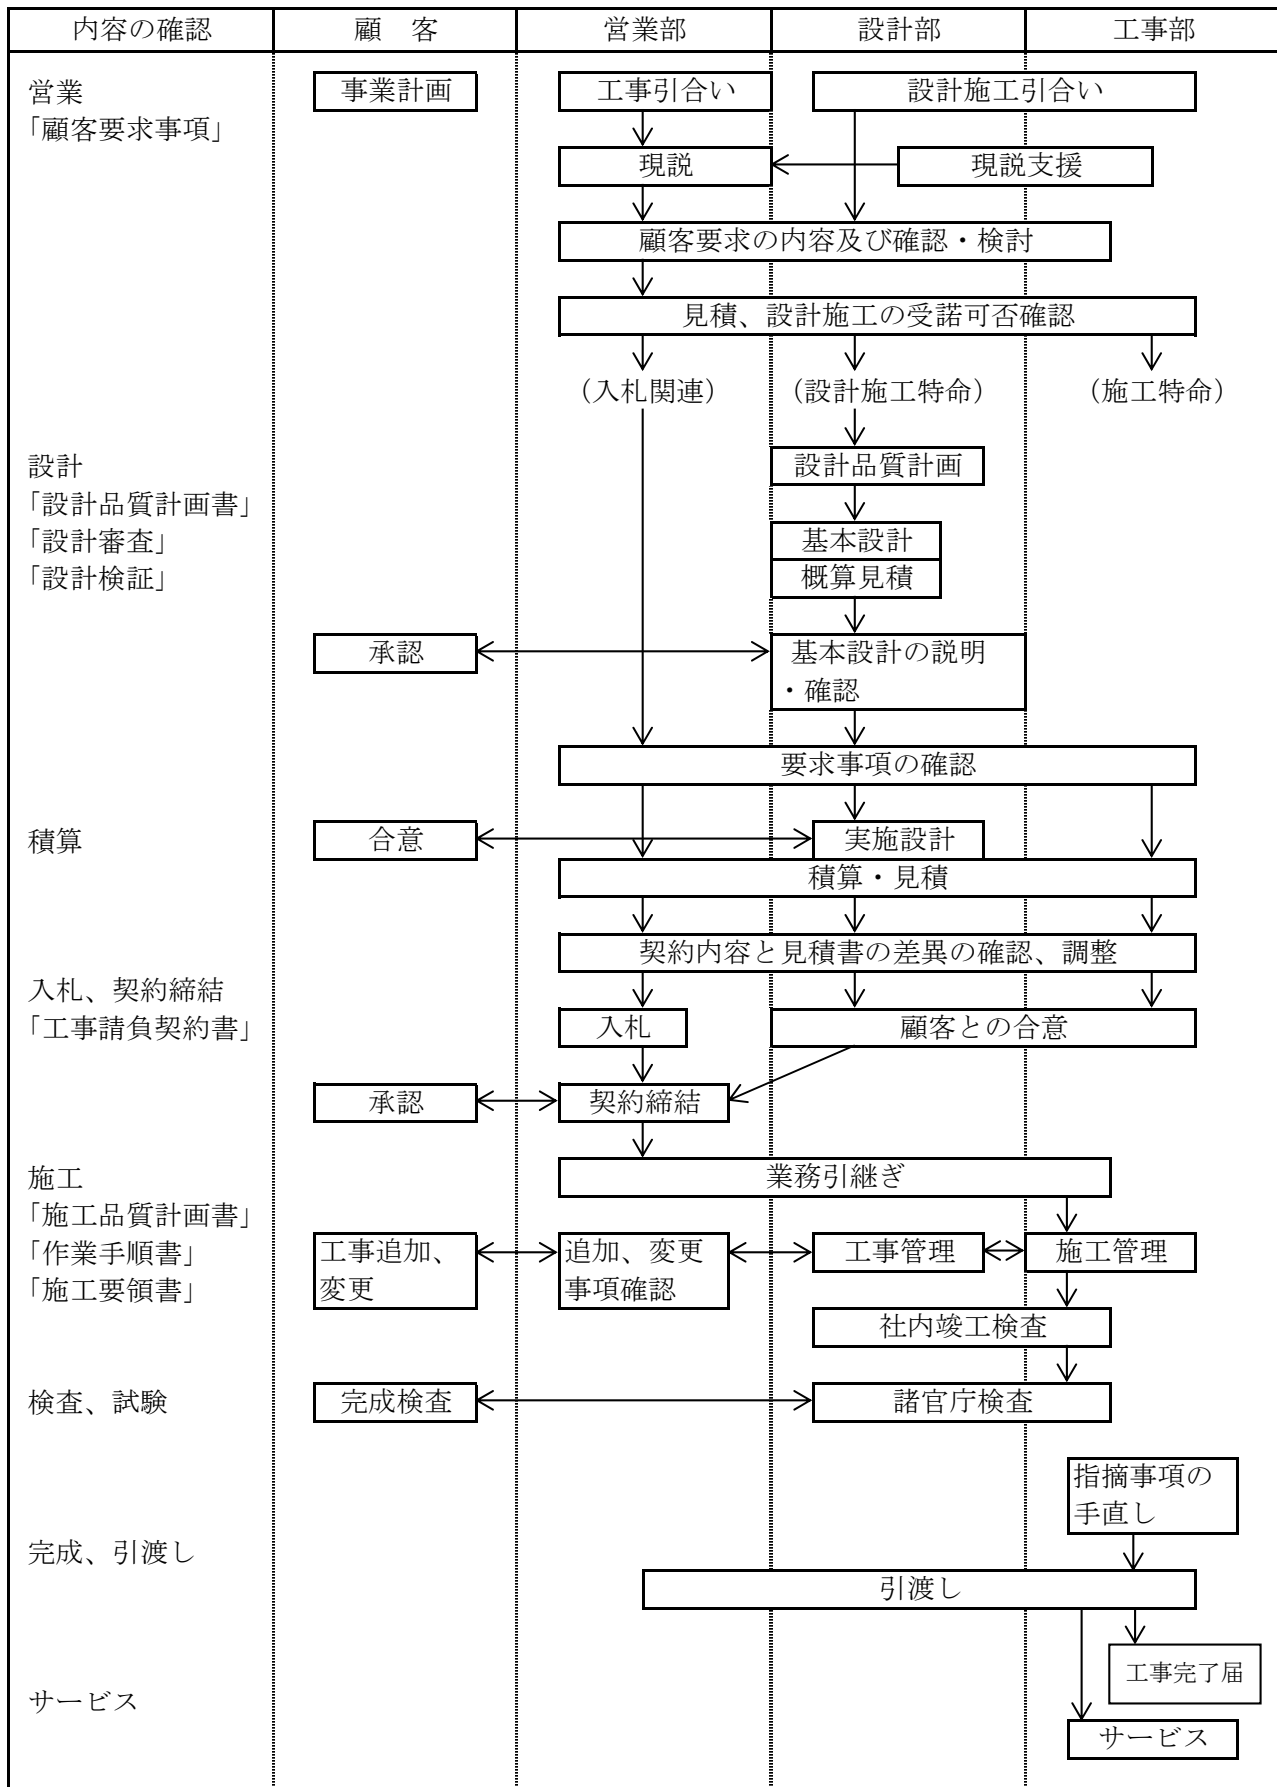 内容の確認
顧 客
営業部
設計部
工事部
営業
事業計画
工事引合い
設計施工引合い
「顧客要求事項」
現説
現説支援
顧客要求の内容及び確認・検討
見積、設計施工の受諾可否確認
（入札関連）
（設計施工特命）
（施工特命）
設計
設計品質計画
「設計品質計画書」
「設計審査」
基本設計
「設計検証」
概算見積
承認
基本設計の説明
・確認
要求事項の確認
積算
合意
実施設計
積算・見積
契約内容と見積書の差異の確認、調整
入札、契約締結
「工事請負契約書」
入札
顧客との合意
承認
契約締結
施工
業務引継ぎ
「施工品質計画書」
「作業手順書」
工事追加、
変更
追加、変更
事項確認
工事管理
施工管理
「施工要領書」
社内竣工検査
検査、試験
完成検査
諸官庁検査
指摘事項の
手直し
完成、引渡し
引渡し
工事完了届
サービス
サービス